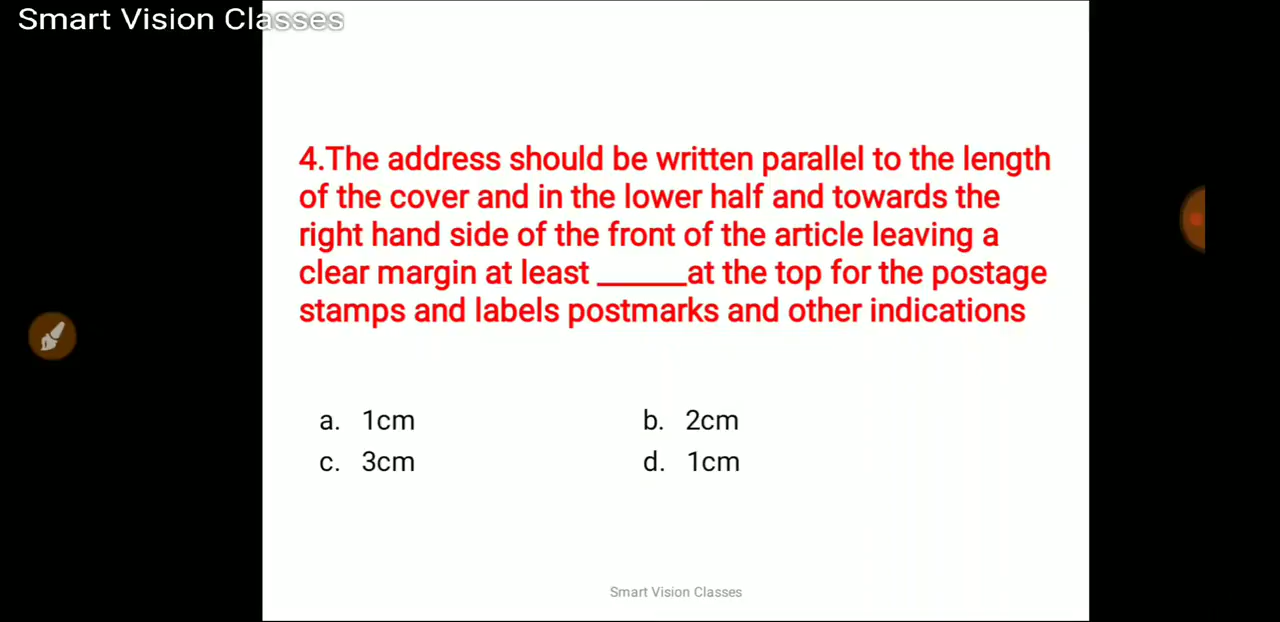 Smart Vision Classes
4.The address should be written parallel to the length
of the cover and in the lower half and towards the
right hand side of the front of the article leaving a
clear margin at least ______at the top for the postage
stamps and labels postmarks and other indications
a. 1cm b. 2cm
c. 3cm d. 1cm
Smart Vision Classes